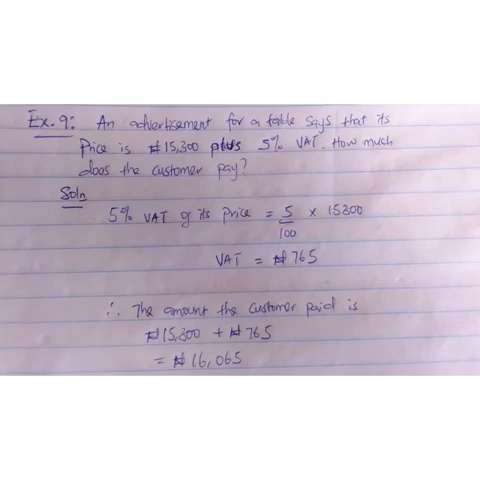 Ex. 9: An advertisement for a table says that its
Price is ₦15,300 plus 5% VAT. How much
does the customer pay?
Soln
5% VAT of its Price = 5/100 × 15300
VAT = ₦765
∴ The amount the customer paid is
₦15,300 + ₦765
= ₦16,065